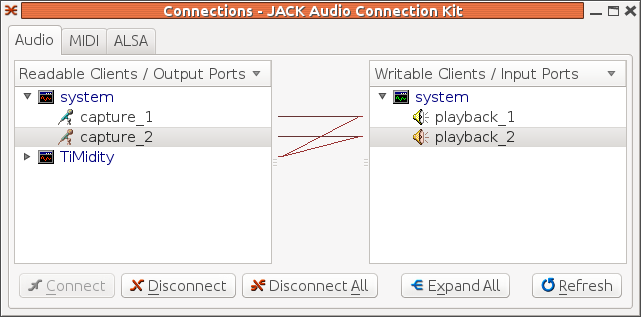 Connections - JACK Audio Connection Kit
Audio MIDI ALSA
Readable Clients / Output Ports Writable Clients / Input Ports
system system
capture_1 playback_1
capture_2 playback_2
TiMidity
Connect Disconnect Disconnect All Expand All Refresh